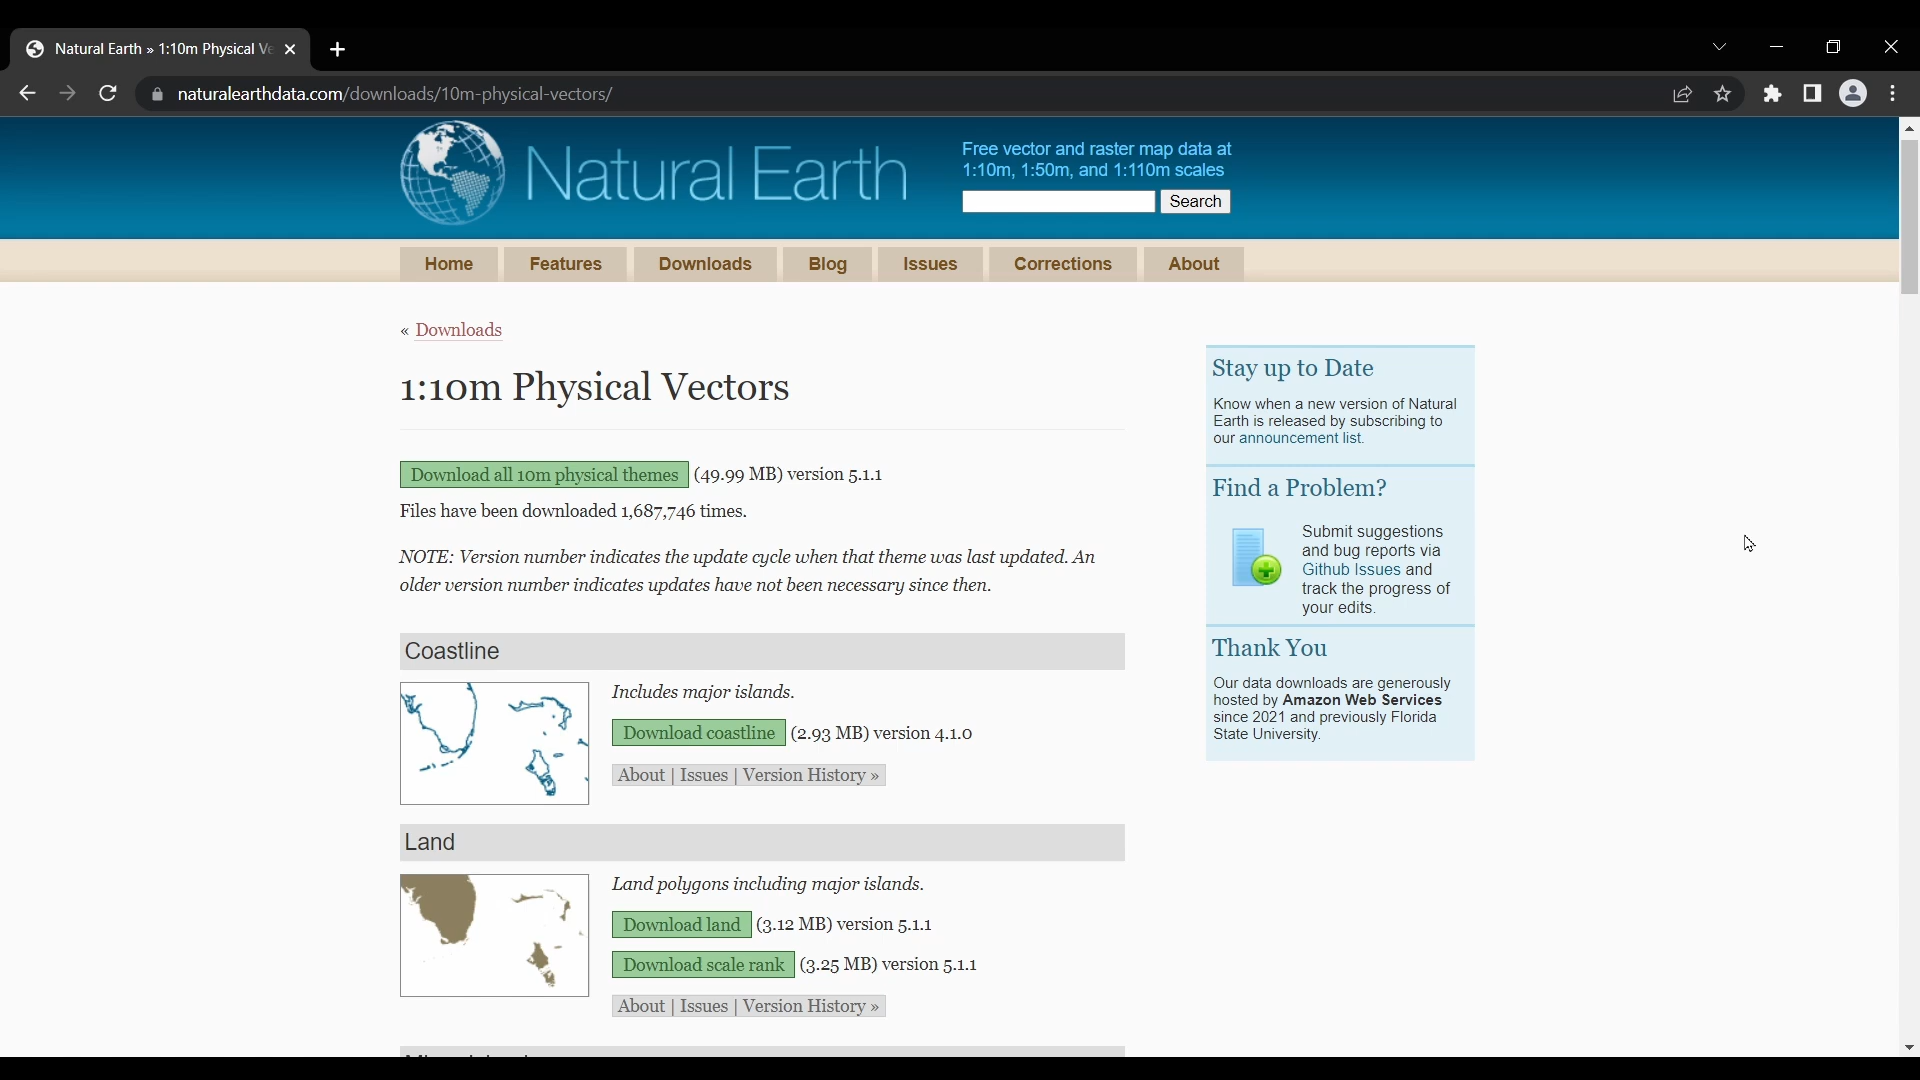 Natural Earth » 1:10m Physical Ve
naturalearthdata.com/downloads/10m-physical-vectors/
Natural Earth
Free vector and raster map data at
1:10m, 1:50m, and 1:110m scales
Search
Home Features Downloads Blog Issues Corrections About
« Downloads
1:10m Physical Vectors
Download all 10m physical themes (49.99 MB) version 5.1.1
Files have been downloaded 1,687,746 times.
NOTE: Version number indicates the update cycle when that theme was last updated. An
older version number indicates updates have not been necessary since then.
Coastline
Includes major islands.
Download coastline (2.93 MB) version 4.1.0
About | Issues | Version History »
Land
Land polygons including major islands.
Download land (3.12 MB) version 5.1.1
Download scale rank (3.25 MB) version 5.1.1
About | Issues | Version History »
Stay up to Date
Know when a new version of Natural
Earth is released by subscribing to
our announcement list.
Find a Problem?
Submit suggestions
and bug reports via
Github Issues and
track the progress of
your edits.
Thank You
Our data downloads are generously
hosted by Amazon Web Services
since 2021 and previously Florida
State University.